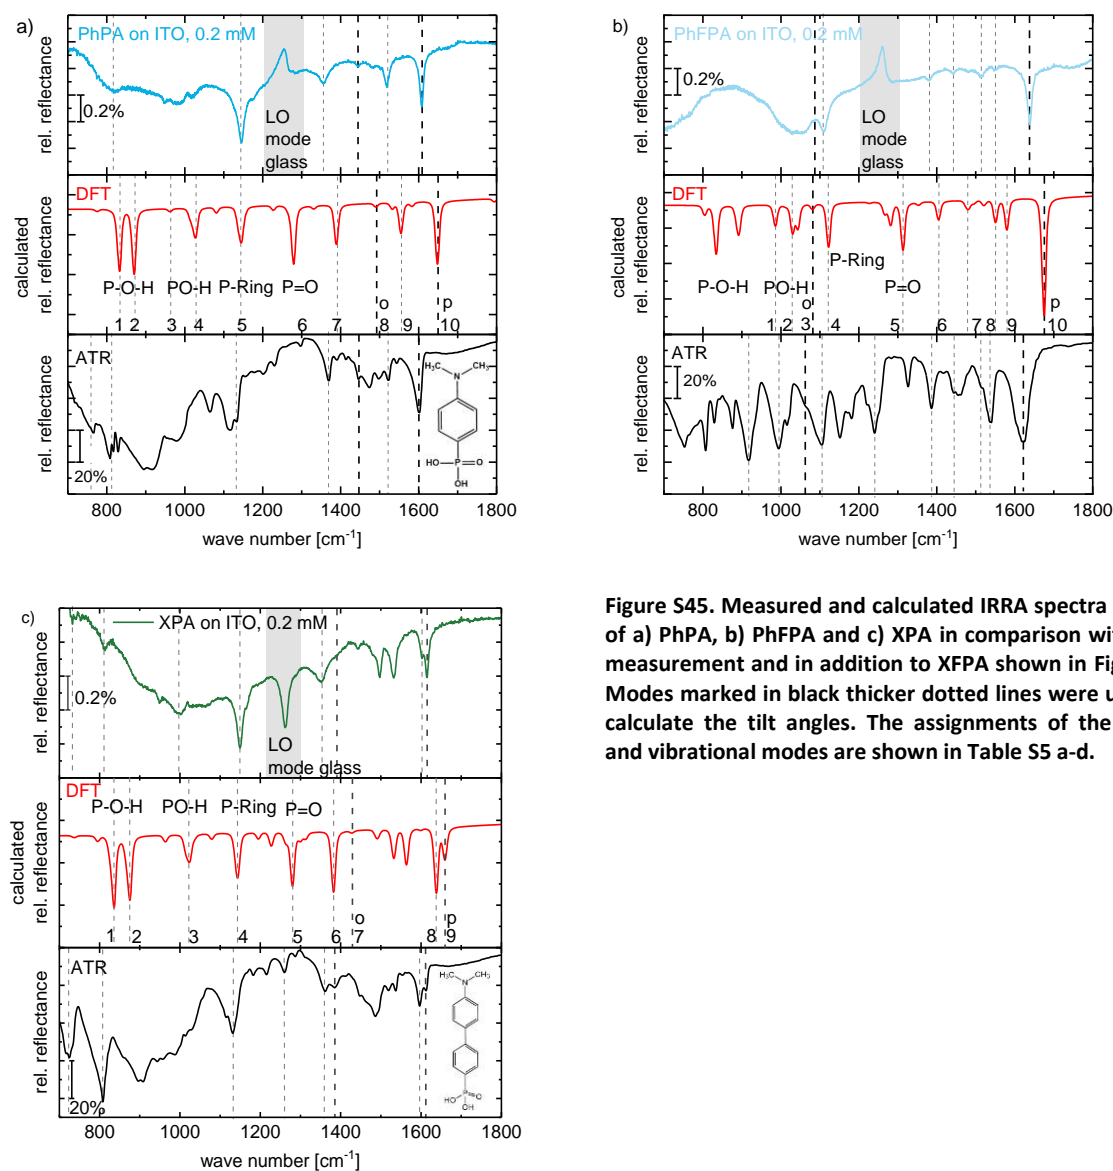 a)
PhPA on ITO, 0.2 mM
rel. reflectance
0.2%
LO
mode
glass
DFT
calculated
rel. reflectance
P-O-H PO-H P-Ring P=O
o p
1 2 3 4 5 6 7 8 9 10
ATR
rel. reflectance
20%
H₃C CH₃
N
HO P O
OH
800 1000 1200 1400 1600 1800
wave number [cm⁻¹]
b)
PhFPA on ITO, 0.2 mM
rel. reflectance
0.2%
LO
mode
glass
DFT
calculated
rel. reflectance
P-Ring
P-O-H PO-H P=O
o p
1 2 3 4 5 6 7 8 9 10
ATR
rel. reflectance
20%
800 1000 1200 1400 1600 1800
wave number [cm⁻¹]
c)
XPA on ITO, 0.2 mM
rel. reflectance
0.2%
LO
mode glass
DFT
calculated
rel. reflectance
P-O-H PO-H P-Ring P=O
o p
1 2 3 4 5 6 7 8 9
ATR
rel. reflectance
20%
H₃C CH₃
N
HO P O
OH
800 1000 1200 1400 1600 1800
wave number [cm⁻¹]
Figure S45. Measured and calculated IRRA spectra
of a) PhPA, b) PhFPA and c) XPA in comparison
measurement and in addition to XFPA shown in
Modes marked in black thicker dotted lines were
calculate the tilt angles. The assignments of the
and vibrational modes are shown in Table S5 a-d.